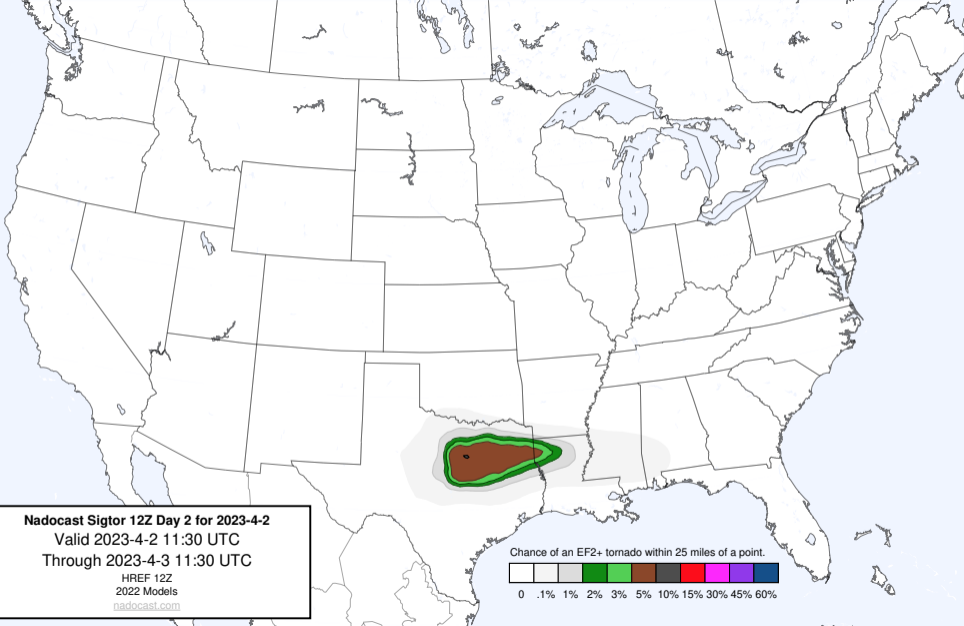 Nadocast Sigtor 12Z Day 2 for 2023-4-2
Valid 2023-4-2 11:30 UTC
Through 2023-4-3 11:30 UTC
HREF 12Z
2022 Models
nadocast.com
Chance of an EF2+ tornado within 25 miles of a point.
0 .1% 1% 2% 3% 5% 10% 15% 30% 45% 60%